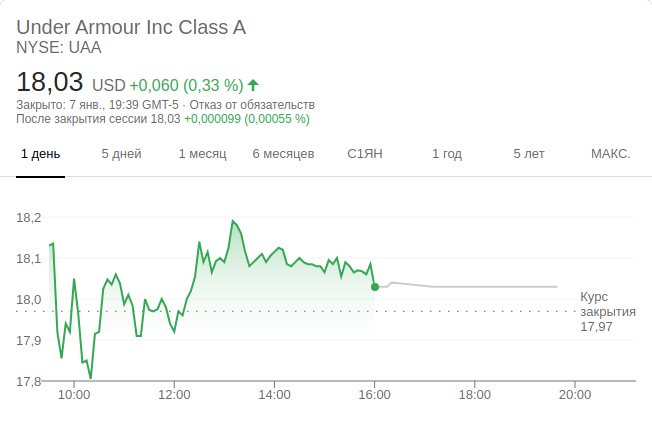 Under Armour Inc Class A
NYSE: UAA
18,03 USD +0,060 (0,33 %)
Закрыто: 7 янв., 19:39 GMT-5 · Отказ от обязательств
После закрытия сессии 18,03 +0,000099 (0,00055 %)
1 день 5 дней 1 месяц 6 месяцев С1ЯН 1 год 5 лет МАКС.
18,2
18,1
18,0
17,9
17,8
Курс
закрытия
17,97
10:00 12:00 14:00 16:00 18:00 20:00